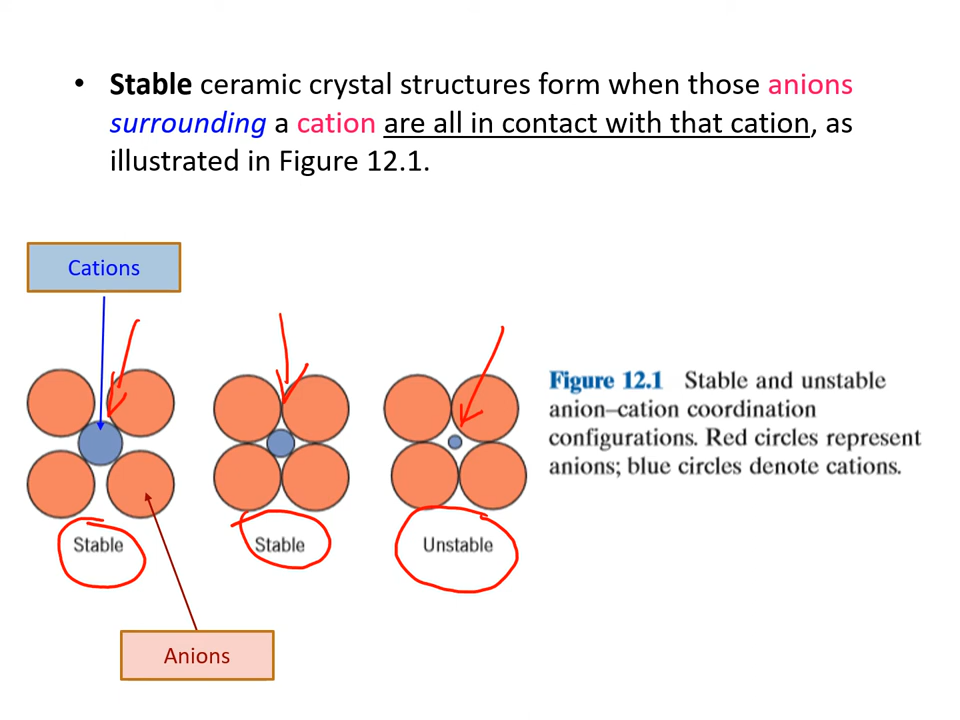 • Stable ceramic crystal structures form when those anions
surrounding a cation are all in contact with that cation, as
illustrated in Figure 12.1.
Cations
Figure 12.1 Stable and unstable
anion–cation coordination
configurations. Red circles represent
anions; blue circles denote cations.
Stable
Stable
Unstable
Anions